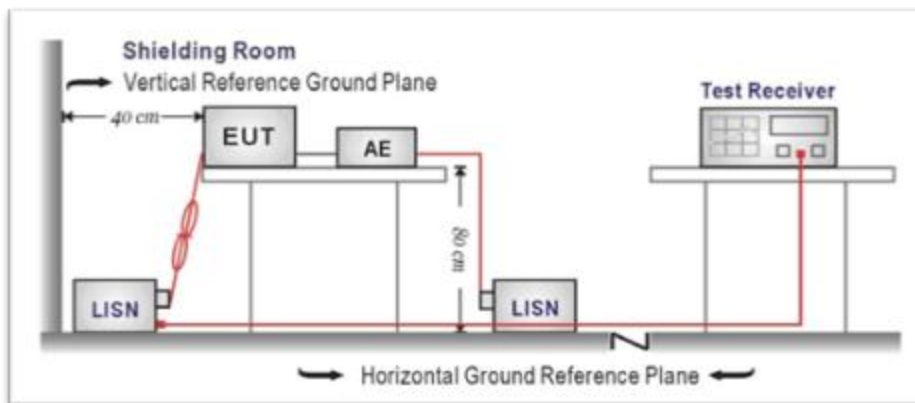 Shielding Room
Vertical Reference Ground Plane
40 cm
EUT
AE
Test Receiver
80 cm
LISN
LISN
Horizontal Ground Reference Plane